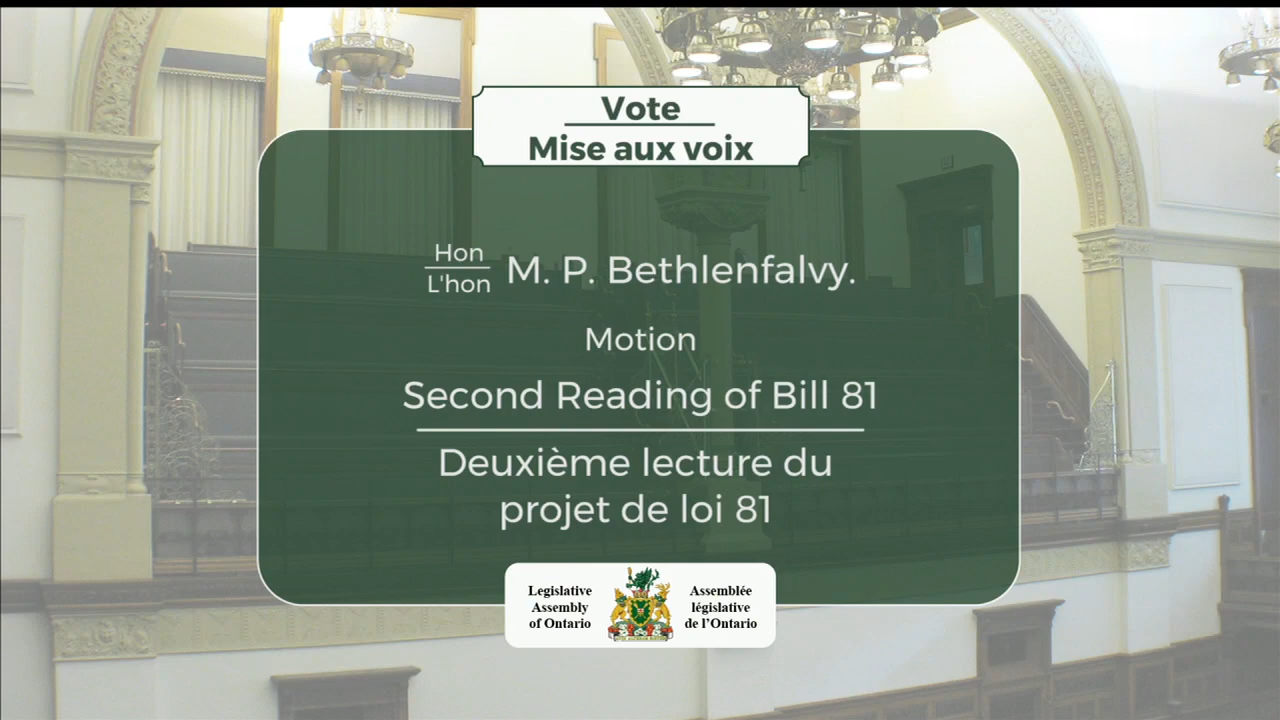 Vote
Mise aux voix
Hon
L'hon
M. P. Bethlenfalvy.
Motion
Second Reading of Bill 81
Deuxième lecture du
projet de loi 81
Legislative
Assembly
of Ontario
Assemblée
législative
de l'Ontario